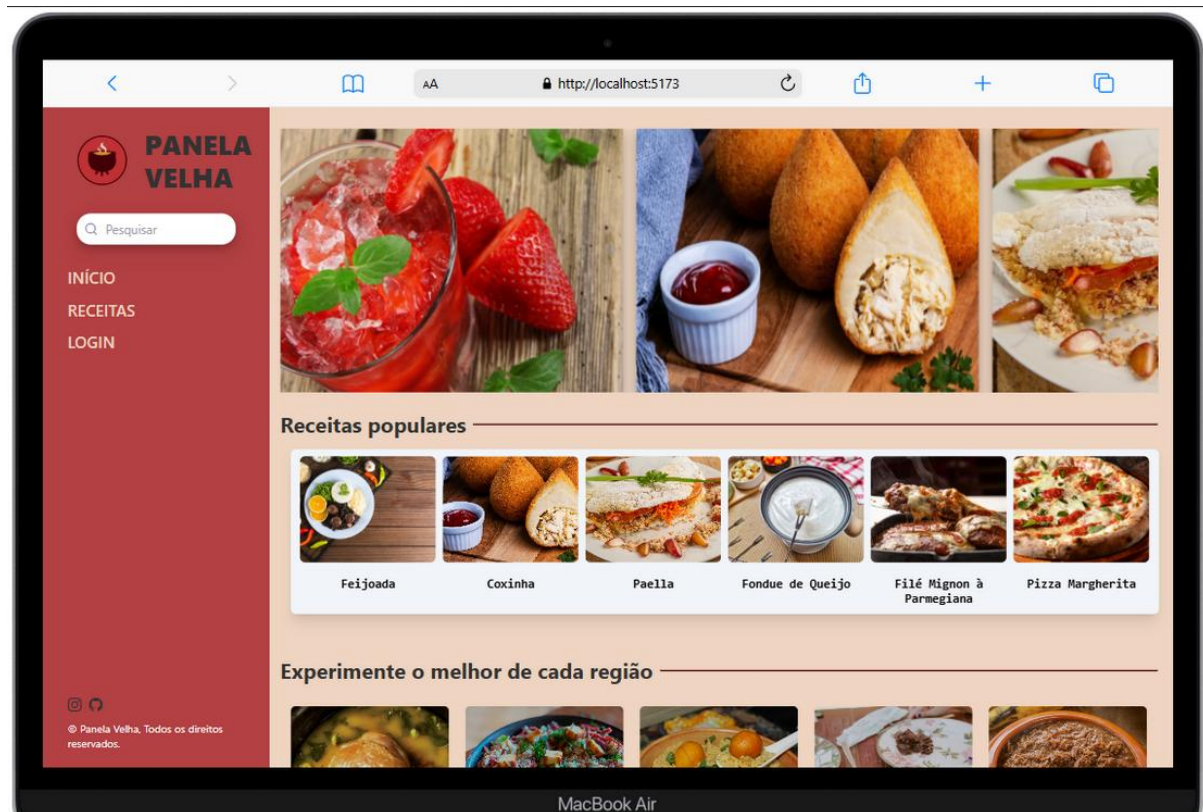 AA
http://localhost:5173
PANELA
VELHA
Pesquisar
INÍCIO
RECEITAS
LOGIN
© Panela Velha, Todos os direitos
reservados.
Receitas populares
Feijoada
Coxinha
Paella
Fondue de Queijo
Filé Mignon à
Parmegiana
Pizza Margherita
Experimente o melhor de cada região
MacBook Air